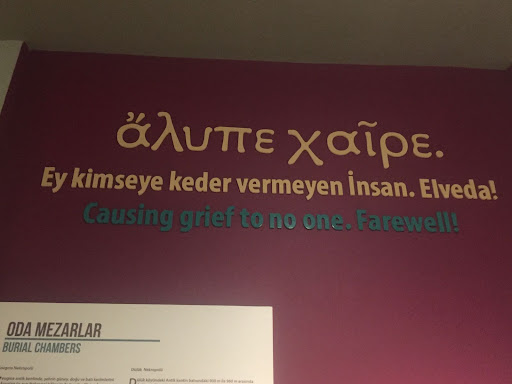 ἄλυπε χαῖρε.
Ey kimseye keder vermeyen İnsan. Elveda!
Causing grief to no one. Farewell!
ODA MEZARLAR
BURIAL CHAMBERS